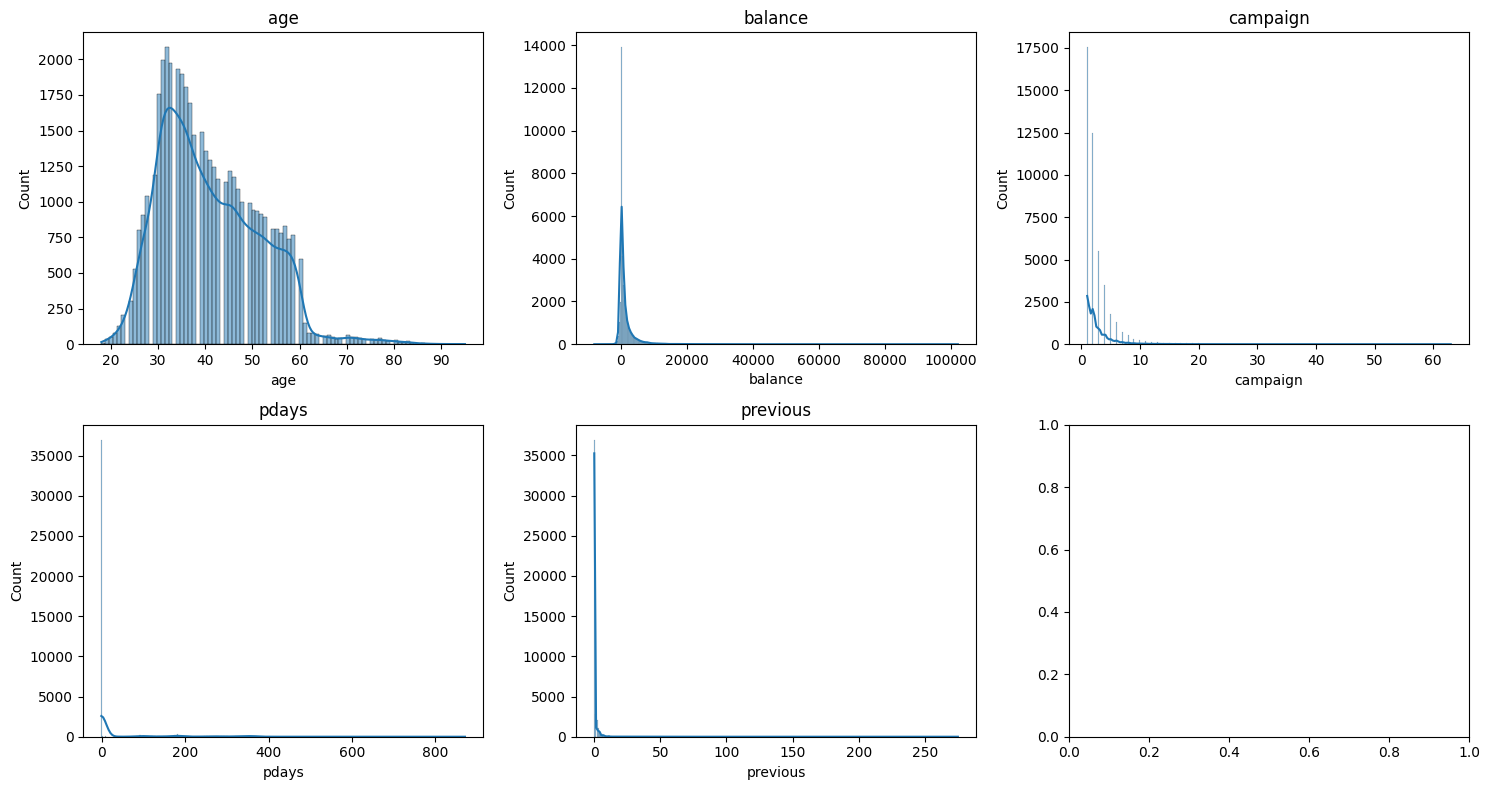 age
balance
campaign
Count
2000
1750
1500
1250
1000
750
500
250
0
20 30 40 50 60 70 80 90
age
Count
14000
12000
10000
8000
6000
4000
2000
0
0 20000 40000 60000 80000 100000
balance
Count
17500
15000
12500
10000
7500
5000
2500
0
0 10 20 30 40 50 60
campaign
pdays
previous
Count
35000
30000
25000
20000
15000
10000
5000
0
0 200 400 600 800
pdays
Count
35000
30000
25000
20000
15000
10000
5000
0
0 50 100 150 200 250
previous
1.0
0.8
0.6
0.4
0.2
0.0
0.0 0.2 0.4 0.6 0.8 1.0